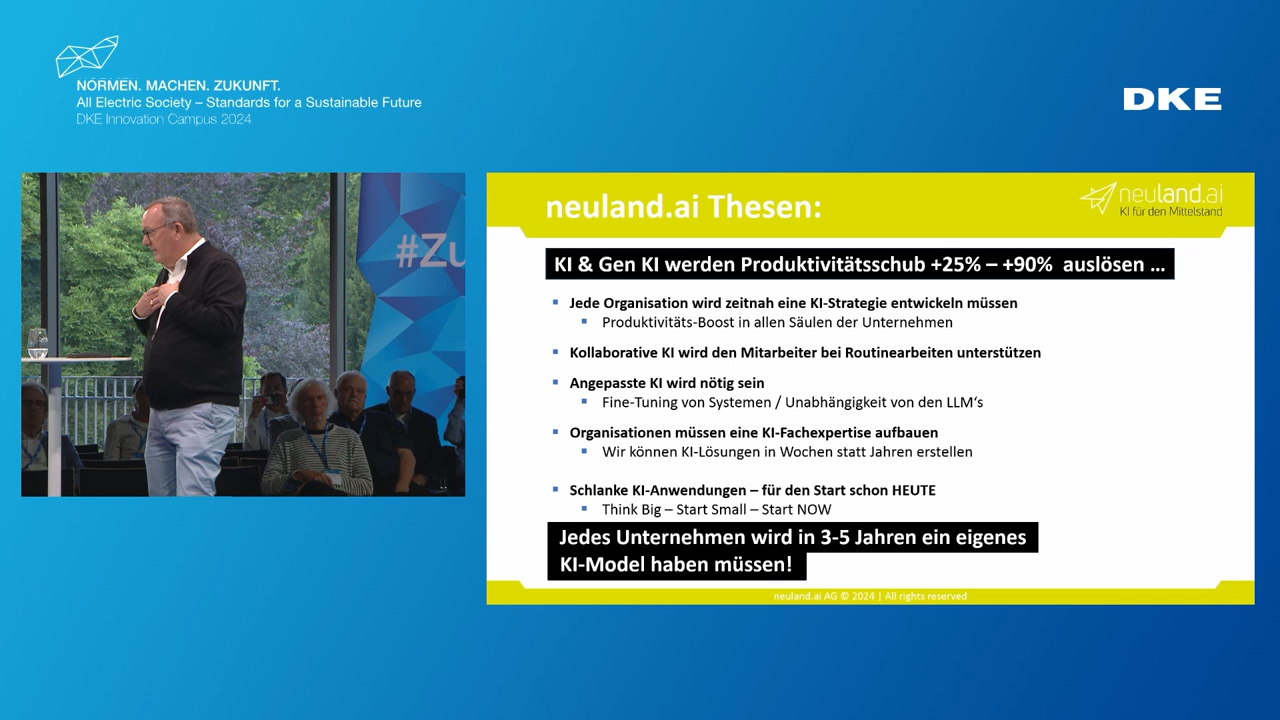 NORMEN. MACHEN. ZUKUNFT.
All Electric Society – Standards for a Sustainable Future
DKE Innovation Campus 2024
DKE
#Zu
neuland.ai Thesen:
neuland.ai
KI für den Mittelstand
KI & Gen KI werden Produktivitätsschub +25% – +90% auslösen ...
Jede Organisation wird zeitnah eine KI-Strategie entwickeln müssen
Produktivitäts-Boost in allen Säulen der Unternehmen
Kollaborative KI wird den Mitarbeiter bei Routinearbeiten unterstützen
Angepasste KI wird nötig sein
Fine-Tuning von Systemen / Unabhängigkeit von den LLM‘s
Organisationen müssen eine KI-Fachexpertise aufbauen
Wir können KI-Lösungen in Wochen statt Jahren erstellen
Schlanke KI-Anwendungen – für den Start schon HEUTE
Think Big – Start Small – Start NOW
Jedes Unternehmen wird in 3-5 Jahren ein eigenes
KI-Model haben müssen!
neuland.ai AG © 2024 | All rights reserved